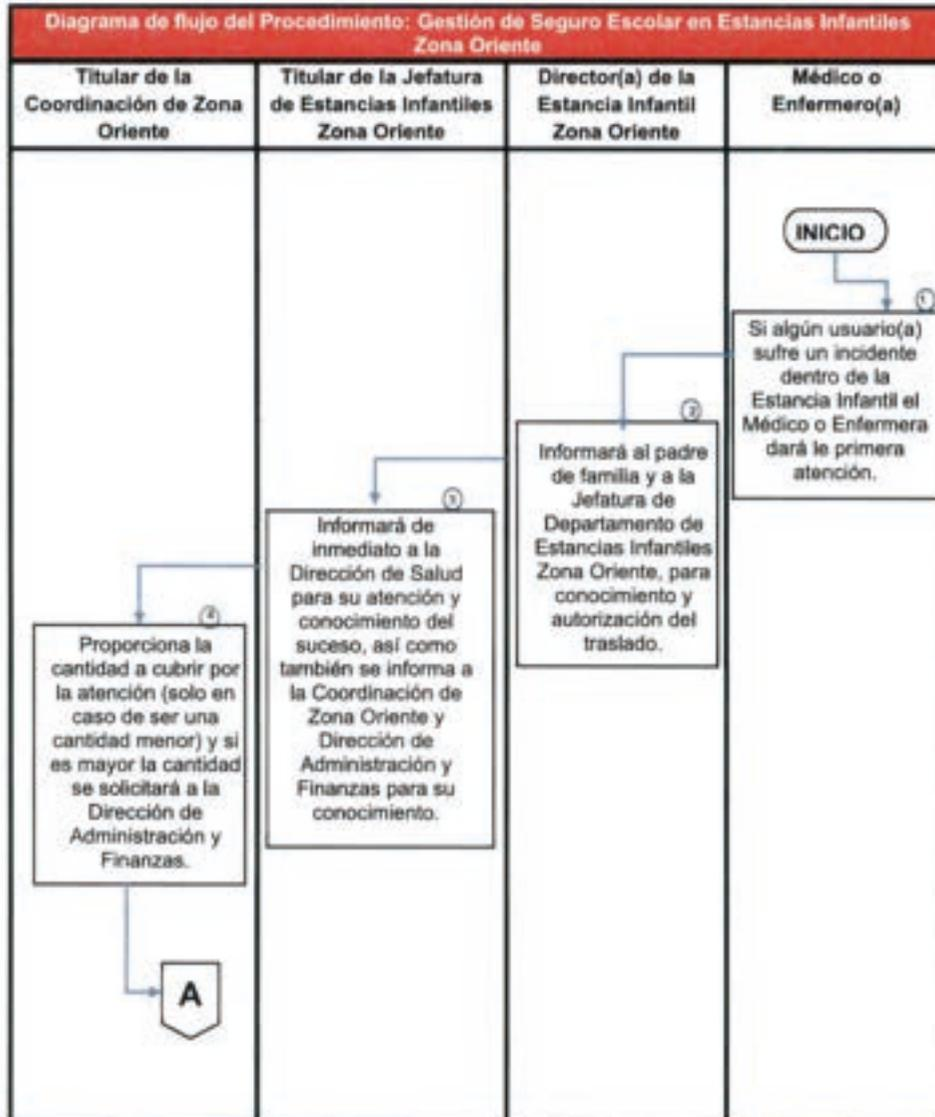 Diagrama de flujo del Procedimiento: Gestión de Seguro Escolar en Estancias Infantiles
Zona Oriente
Titular de la
Coordinación de Zona
Oriente
Titular de la Jefatura
de Estancias Infantiles
Zona Oriente
Director(a) de la
Estancia Infantil
Zona Oriente
Médico o
Enfermero(a)
INICIO
1
Si algún usuario(a)
sufre un incidente
dentro de la
Estancia Infantil el
Médico o Enfermera
dará le primera
atención.
2
Informará al padre
de familia y a la
Jefatura de
Departamento de
Estancias Infantiles
Zona Oriente, para
conocimiento y
autorización del
traslado.
3
Informará de
inmediato a la
Dirección de Salud
para su atención y
conocimiento del
suceso, así como
también se informa a
la Coordinación de
Zona Oriente y
Dirección de
Administración y
Finanzas para su
conocimiento.
4
Proporciona la
cantidad a cubrir por
la atención (solo en
caso de ser una
cantidad menor) y si
es mayor la cantidad
se solicitará a la
Dirección de
Administración y
Finanzas.
A